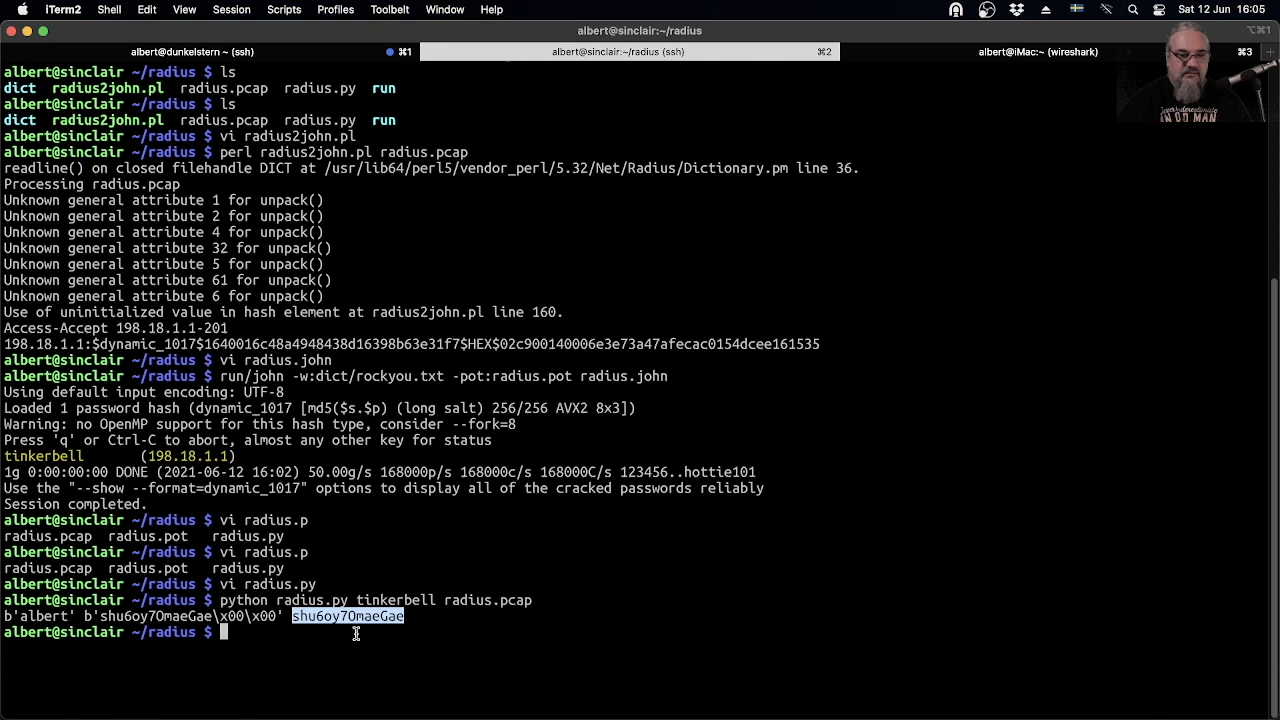 iTerm2 Shell Edit View Session Scripts Profiles Toolbelt Window Help Sat 12 Jun 16:05
albert@sinclair:~/radius ⌥⌘1
albert@dunkelstern ~ (ssh) ⌘1 albert@sinclair:~/radius (ssh) ⌘2 albert@iMac:~ (wireshark) ⌘3
albert@sinclair ~/radius $ ls
dict radius2john.pl radius.pcap radius.py run
albert@sinclair ~/radius $ ls
dict radius2john.pl radius.pcap radius.py run
albert@sinclair ~/radius $ vi radius2john.pl
albert@sinclair ~/radius $ perl radius2john.pl radius.pcap
readline() on closed filehandle DICT at /usr/lib64/perl5/vendor_perl/5.32/Net/Radius/Dictionary.pm line 36.
Processing radius.pcap
Unknown general attribute 1 for unpack()
Unknown general attribute 2 for unpack()
Unknown general attribute 4 for unpack()
Unknown general attribute 32 for unpack()
Unknown general attribute 5 for unpack()
Unknown general attribute 61 for unpack()
Unknown general attribute 6 for unpack()
Use of uninitialized value in hash element at radius2john.pl line 160.
Access-Accept 198.18.1.1-201
198.18.1.1:$dynamic_1017$1640016c48a4948438d16398b63e31f7$HEX$02c900140006e3e73a47afecac0154dcee161535
albert@sinclair ~/radius $ vi radius.john
albert@sinclair ~/radius $ run/john -w:dict/rockyou.txt -pot:radius.pot radius.john
Using default input encoding: UTF-8
Loaded 1 password hash (dynamic_1017 [md5($s.$p) (long salt) 256/256 AVX2 8x3])
Warning: no OpenMP support for this hash type, consider --fork=8
Press 'q' or Ctrl-C to abort, almost any other key for status
tinkerbell (198.18.1.1)
1g 0:00:00:00 DONE (2021-06-12 16:02) 50.00g/s 168000p/s 168000c/s 168000C/s 123456..hottie101
Use the "--show --format=dynamic_1017" options to display all of the cracked passwords reliably
Session completed.
albert@sinclair ~/radius $ vi radius.p
radius.pcap radius.pot radius.py
albert@sinclair ~/radius $ vi radius.p
radius.pcap radius.pot radius.py
albert@sinclair ~/radius $ vi radius.py
albert@sinclair ~/radius $ python radius.py tinkerbell radius.pcap
b'albert' b'shu6oy7OmaeGae\x00\x00' shu6oy7OmaeGae
albert@sinclair ~/radius $